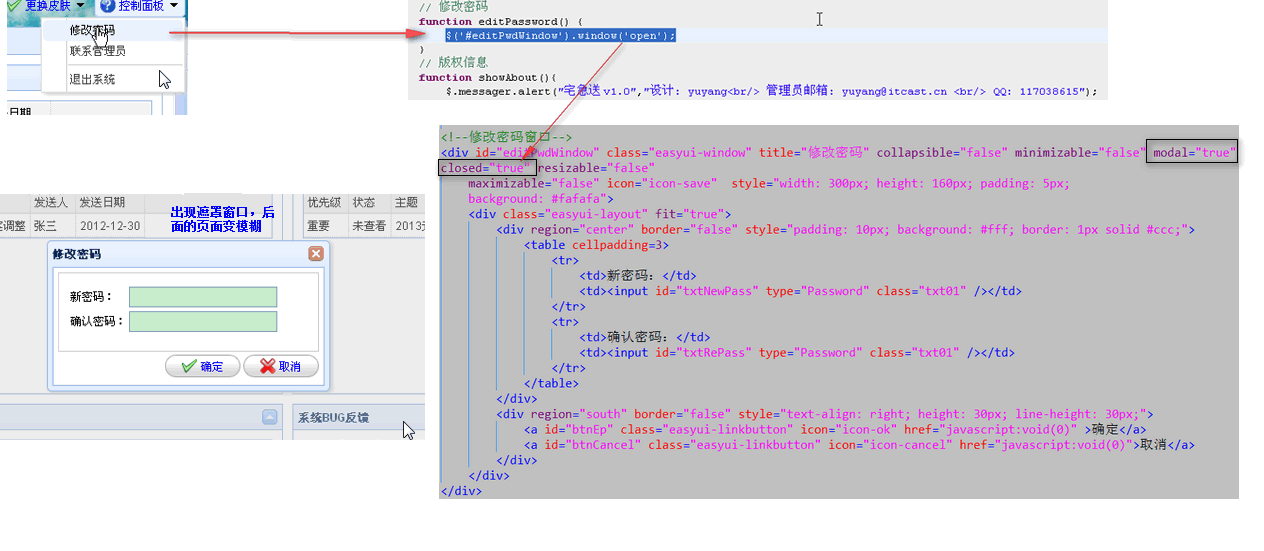 更换皮肤 控制面板
修改密码
联系管理员
退出系统
日期
// 修改密码
function editPassword() {
$('#editPwdWindow').window('open');
}
// 版权信息
function showAbout(){
$.messager.alert("宅急送 v1.0","设计: yuyang<br/> 管理员邮箱: yuyang@itcast.cn <br/> QQ: 117038615");
<!--修改密码窗口-->
<div id="editPwdWindow" class="easyui-window" title="修改密码" collapsible="false" minimizable="false" modal="true"
closed="true" resizable="false"
maximizable="false" icon="icon-save" style="width: 300px; height: 160px; padding: 5px;
background: #fafafa">
<div class="easyui-layout" fit="true">
<div region="center" border="false" style="padding: 10px; background: #fff; border: 1px solid #ccc;">
<table cellpadding=3>
<tr>
<td>新密码：</td>
<td><input id="txtNewPass" type="Password" class="txt01" /></td>
</tr>
<tr>
<td>确认密码：</td>
<td><input id="txtRePass" type="Password" class="txt01" /></td>
</tr>
</table>
</div>
<div region="south" border="false" style="text-align: right; height: 30px; line-height: 30px;">
<a id="btnEp" class="easyui-linkbutton" icon="icon-ok" href="javascript:void(0)" >确定</a>
<a id="btnCancel" class="easyui-linkbutton" icon="icon-cancel" href="javascript:void(0)">取消</a>
</div>
</div>
</div>
发送人 发送日期
调整 张三 2012-12-30
出现遮罩窗口，后
面的页面变模糊
优先级 状态 主题
重要 未查看 2013
修改密码
新密码：
确认密码：
确定 取消
系统BUG反馈